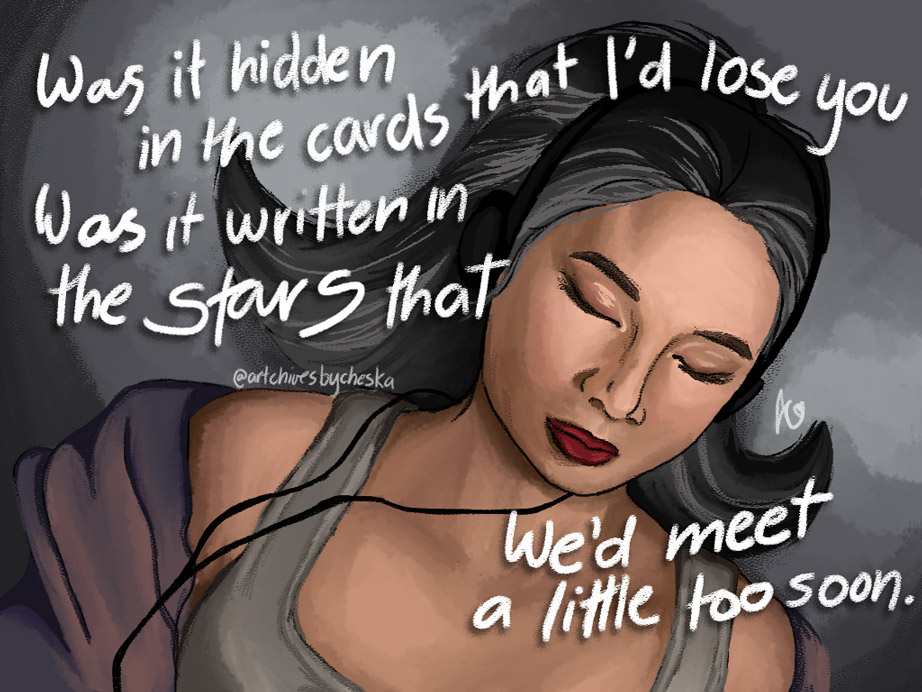 Was it hidden
in the cards that I'd lose you
Was it written in
the stars that
@artchivesbycheska
We'd meet
a little too soon.